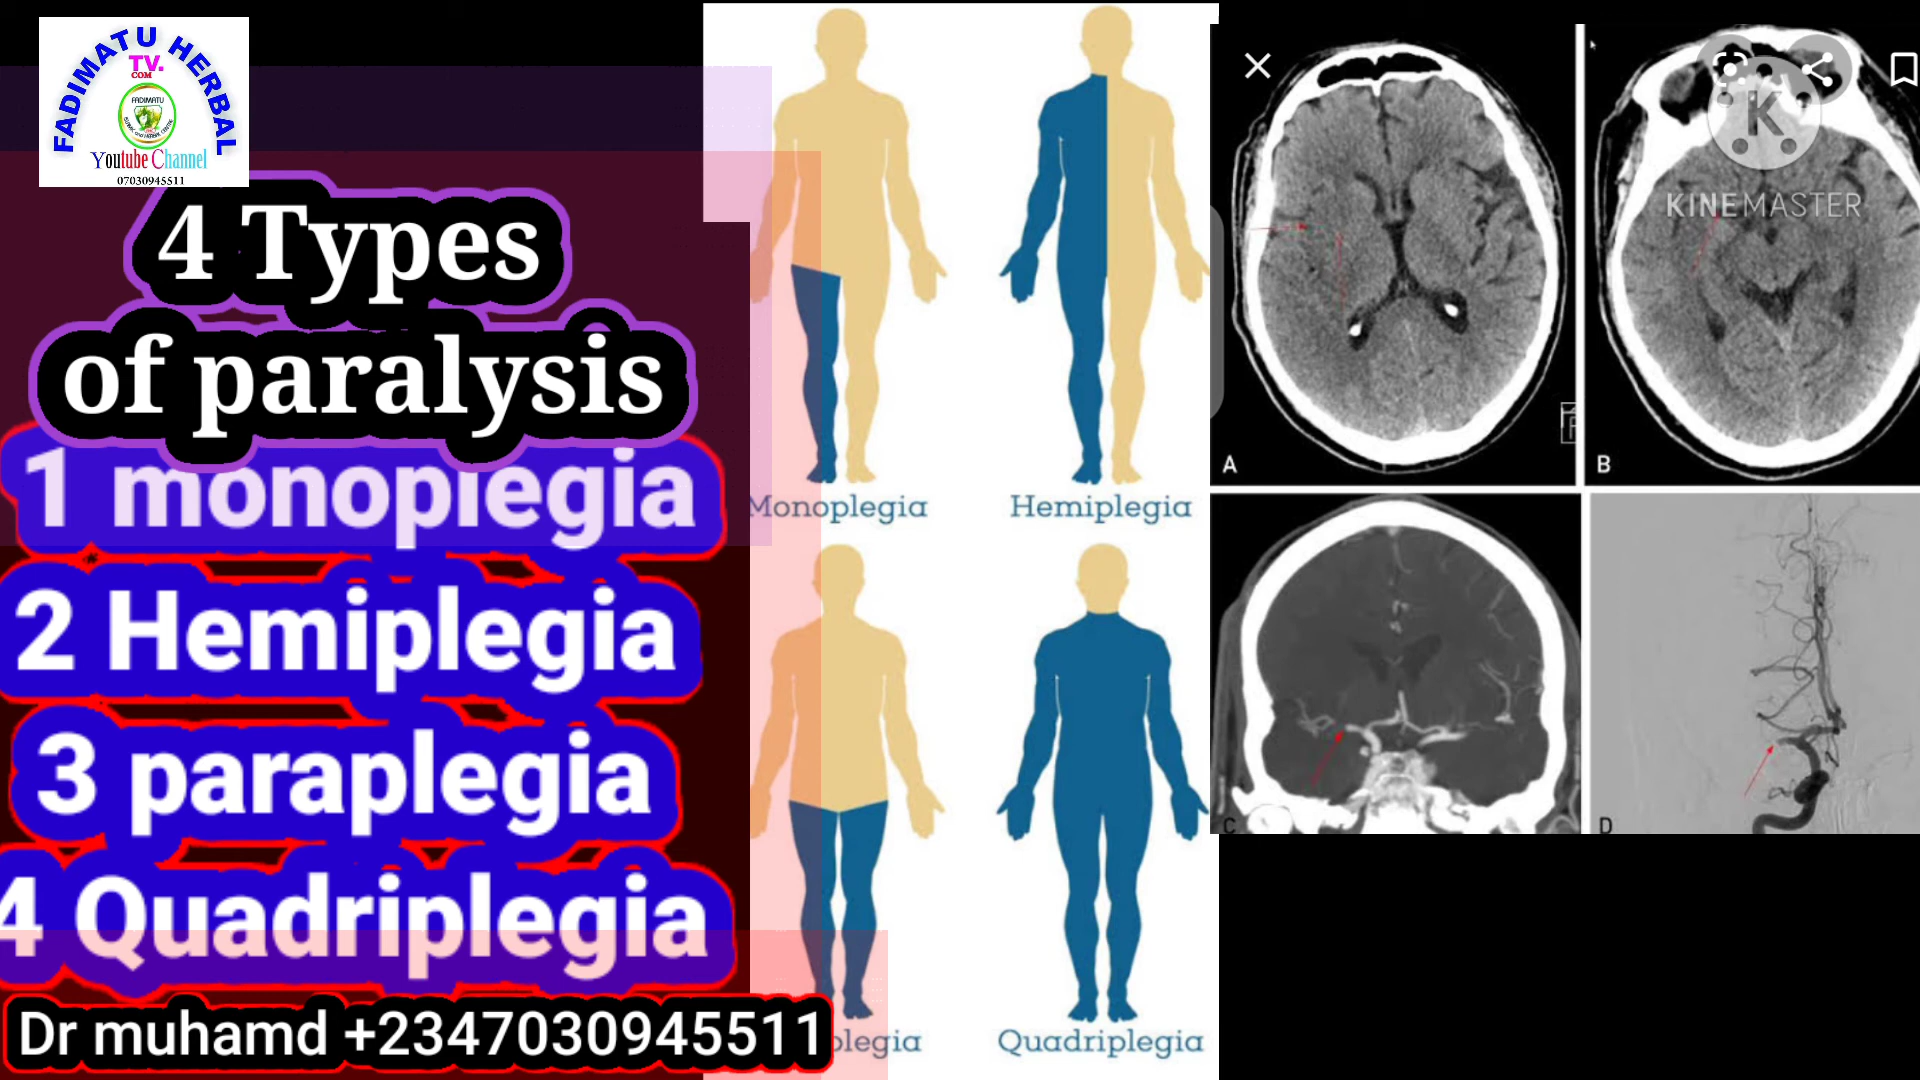 FADIMATU HERBAL
TV.
COM
FADIMATU
Youtube Channel
07030945511
4 Types
of paralysis
1 monoplegia
2 Hemiplegia
3 paraplegia
4 Quadriplegia
Dr muhamd +2347030945511
Monoplegia
Hemiplegia
plegia
Quadriplegia
A
B
C
D
K
KINEMASTER